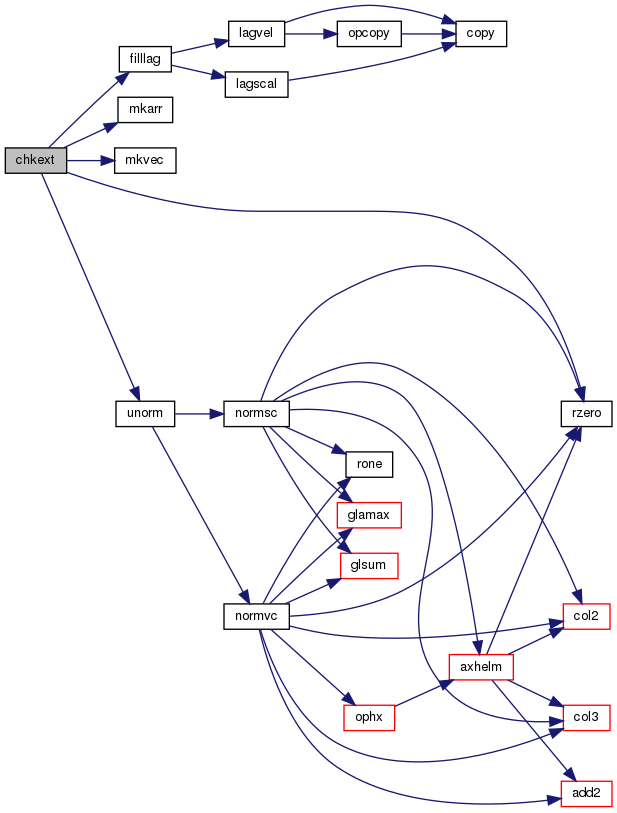 lagvel
opcopy
copy
filllag
lagscal
mkarr
chkext
mkvec
unorm
normsc
rzero
rone
glamax
glsum
normvc
col2
axhelm
ophx
col3
add2